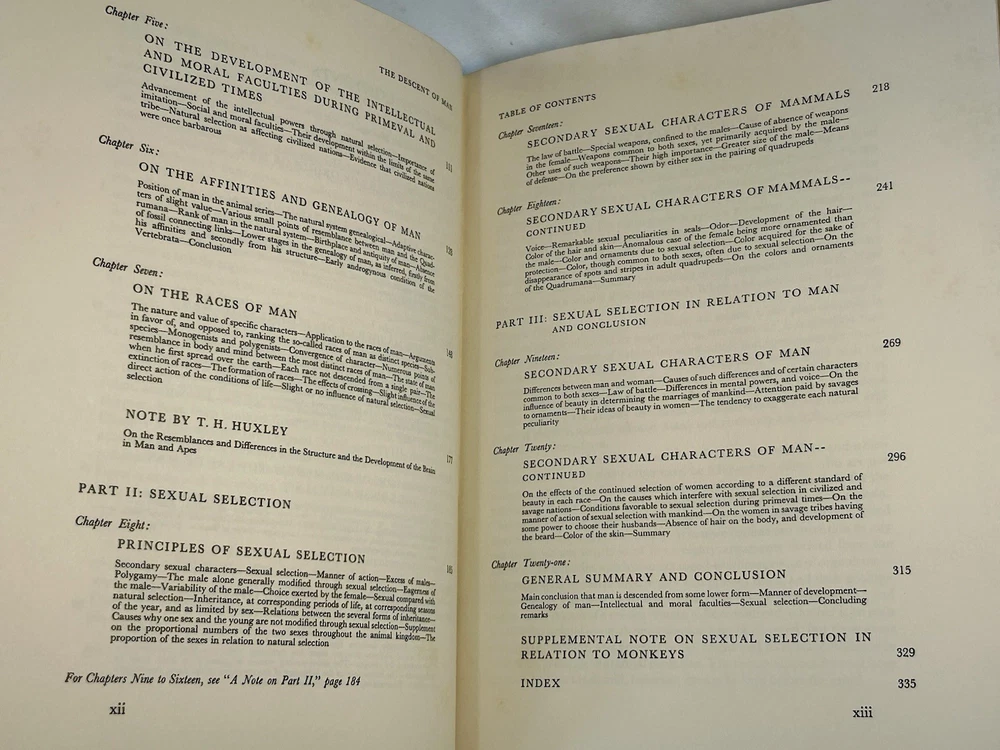 THE DESCENT OF MAN
Chapter Five:
ON THE DEVELOPMENT OF THE INTELLECTUAL
AND MORAL FACULTIES DURING PRIMEVAL AND
CIVILIZED TIMES
111
Advancement of the intellectual powers through natural selection—Importance of
imitation—Social and moral faculties—Their development within the limits of the same
tribe—Natural selection as affecting civilized nations—Evidence that civilized nations
were once barbarous
Chapter Six:
ON THE AFFINITIES AND GENEALOGY OF MAN
Position of man in the animal series—The natural system genealogical—Adaptive charac-
ters of slight value—Various small points of resemblance between man and the Quad-
rumana—Rank of man in the natural system—Birthplace and antiquity of man—Absence
of fossil connecting links—Lower stages in the genealogy of man, as inferred, firstly from
his affinities and secondly from his structure—Early androgynous condition of the
Vertebrata—Conclusion
Chapter Seven:
ON THE RACES OF MAN
The nature and value of specific characters—Application to the races of man—Arguments
in favor of, and opposed to, ranking the so-called races of man as distinct species—Sub-
species—Monogenists and polygenists—Convergence of character—Numerous points of
resemblance in body and mind between the most distinct races of man—The state of man
when he first spread over the earth—Each race not descended from a single pair—The
extinction of races—The formation of races—The effects of crossing—Slight influence of the
direct action of the conditions of life—Slight or no influence of natural selection—Sexual
selection
NOTE BY T. H. HUXLEY
177
On the Resemblances and Differences in the Structure and the Development of the Brain
in Man and Apes
PART II: SEXUAL SELECTION
Chapter Eight:
PRINCIPLES OF SEXUAL SELECTION
Secondary sexual characters—Sexual selection—Manner of action—Excess of males—
Polygamy—The male alone generally modified through sexual selection—Eagerness of
the male—Variability of the male—Choice exerted by the female—Sexual compared with
natural selection—Inheritance, at corresponding periods of life, at corresponding seasons
of the year, and as limited by sex—Relations between the several forms of inheritance—
Causes why one sex and the young are not modified through sexual selection—Supplement
on the proportional numbers of the two sexes throughout the animal kingdom—The
proportion of the sexes in relation to natural selection
For Chapters Nine to Sixteen, see "A Note on Part II," page 184
xii
TABLE OF CONTENTS
Chapter Seventeen:
SECONDARY SEXUAL CHARACTERS OF MAMMALS 218
The law of battle—Special weapons, confined to the males—Cause of absence of weapons
in the female—Weapons common to both sexes, yet primarily acquired by the male—
Other uses of such weapons—Their high importance—Greater size of the male—Means
of defense—On the preference shown by either sex in the pairing of quadrupeds
Chapter Eighteen:
SECONDARY SEXUAL CHARACTERS OF MAMMALS-- 241
CONTINUED
Voice—Remarkable sexual peculiarities in seals—Odor—Development of the hair—
Color of the hair and skin—Anomalous case of the female being more ornamented than
the male—Color and ornaments due to sexual selection—Color acquired for the sake of
protection—Color, though common to both sexes, often due to sexual selection—On the
disappearance of spots and stripes in adult quadrupeds—On the colors and ornaments
of the Quadrumana—Summary
PART III: SEXUAL SELECTION IN RELATION TO MAN
AND CONCLUSION
Chapter Nineteen:
SECONDARY SEXUAL CHARACTERS OF MAN 269
Differences between man and woman—Causes of such differences and of certain characters
common to both sexes—Law of battle—Differences in mental powers, and voice—On the
influence of beauty in determining the marriages of mankind—Attention paid by savages
to ornaments—Their ideas of beauty in women—The tendency to exaggerate each natural
peculiarity
Chapter Twenty:
SECONDARY SEXUAL CHARACTERS OF MAN-- 296
CONTINUED
On the effects of the continued selection of women according to a different standard of
beauty in each race—On the causes which interfere with sexual selection in civilized and
savage nations—Conditions favorable to sexual selection during primeval times—On the
manner of action of sexual selection with mankind—On the women in savage tribes having
some power to choose their husbands—Absence of hair on the body, and development of
the beard—Color of the skin—Summary
Chapter Twenty-one:
GENERAL SUMMARY AND CONCLUSION 315
Main conclusion that man is descended from some lower form—Manner of development—
Genealogy of man—Intellectual and moral faculties—Sexual selection—Concluding
remarks
SUPPLEMENTAL NOTE ON SEXUAL SELECTION IN
RELATION TO MONKEYS 329
INDEX 335
xiii